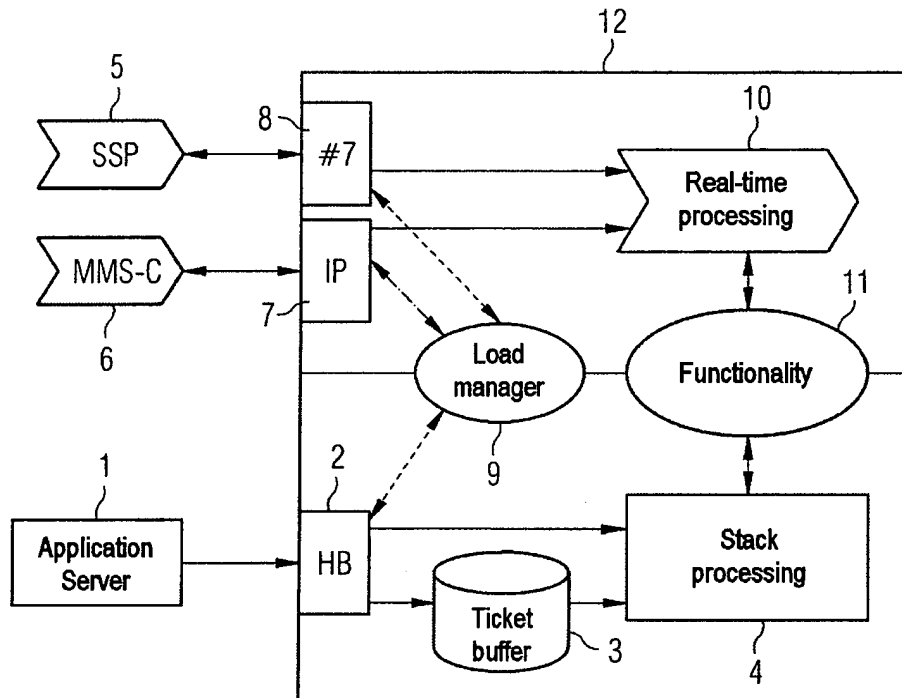 12
5
10
8
SSP
#7
Real-time
processing
MMS-C
IP
7
11
6
Load
manager
Functionality
9
1
2
Application
Server
HB
Stack
processing
Ticket
buffer
3
4